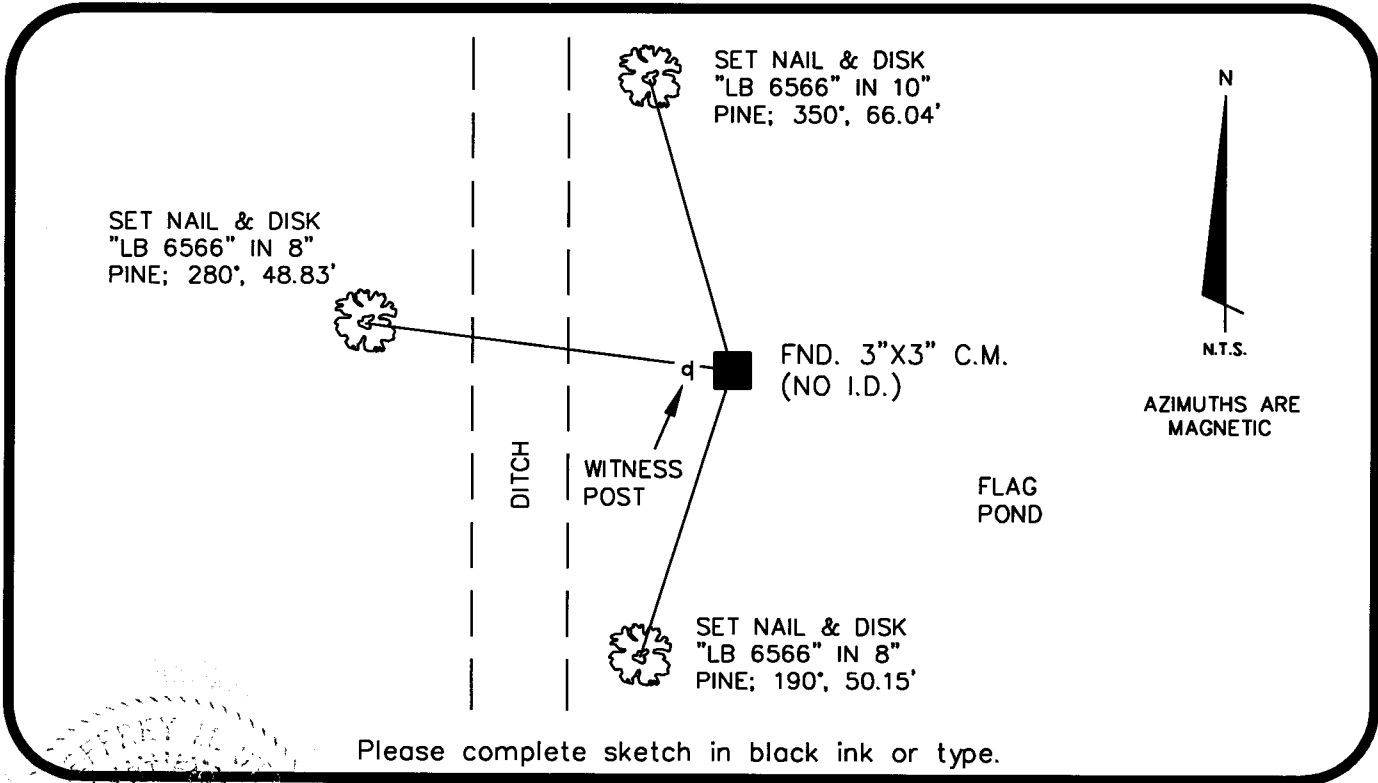 SET NAIL & DISK
"LB 6566" IN 10"
PINE; 350°, 66.04'
N
SET NAIL & DISK
"LB 6566" IN 8"
PINE; 280°, 48.83'
N.T.S.
FND. 3"X3" C.M.
(NO I.D.)
AZIMUTHS ARE
MAGNETIC
DITCH
WITNESS
POST
FLAG
POND
SET NAIL & DISK
"LB 6566" IN 8"
PINE; 190°, 50.15'
Please complete sketch in black ink or type.